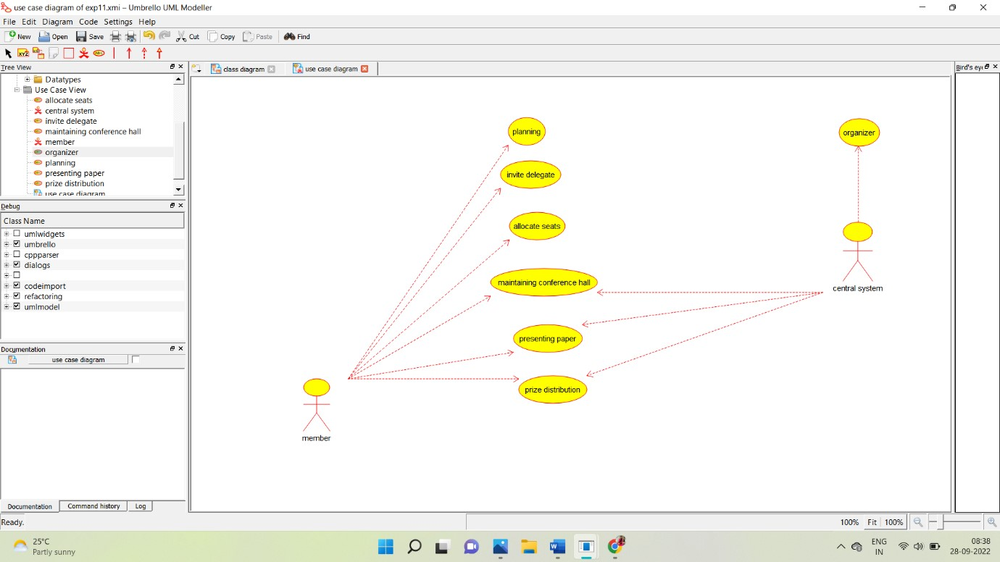 use case diagram of exp11.xmi – Umbrello UML Modeller
File Edit Diagram Code Settings Help
New Open Save Cut Copy Paste Find
XYZ ABC
Tree View
class diagram
use case diagram
Bird's eye
Datatypes
Use Case View
allocate seats
central system
invite delegate
maintaining conference hall
member
organizer
planning
presenting paper
prize distribution
use case diagram
Debug
Class Name
umlwidgets
umbrello
cppparser
dialogs
codeimport
refactoring
umlmodel
Documentation
use case diagram
Documentation Command history Log
planning
invite delegate
allocate seats
maintaining conference hall
presenting paper
prize distribution
member
organizer
central system
Ready.
100% Fit 100%
25°C
Partly sunny
ENG
IN
08:38
28-09-2022